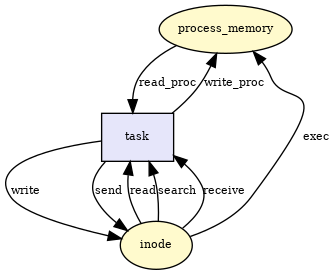 process_memory
read_proc
write_proc
task
exec
write
send
read
search
receive
inode